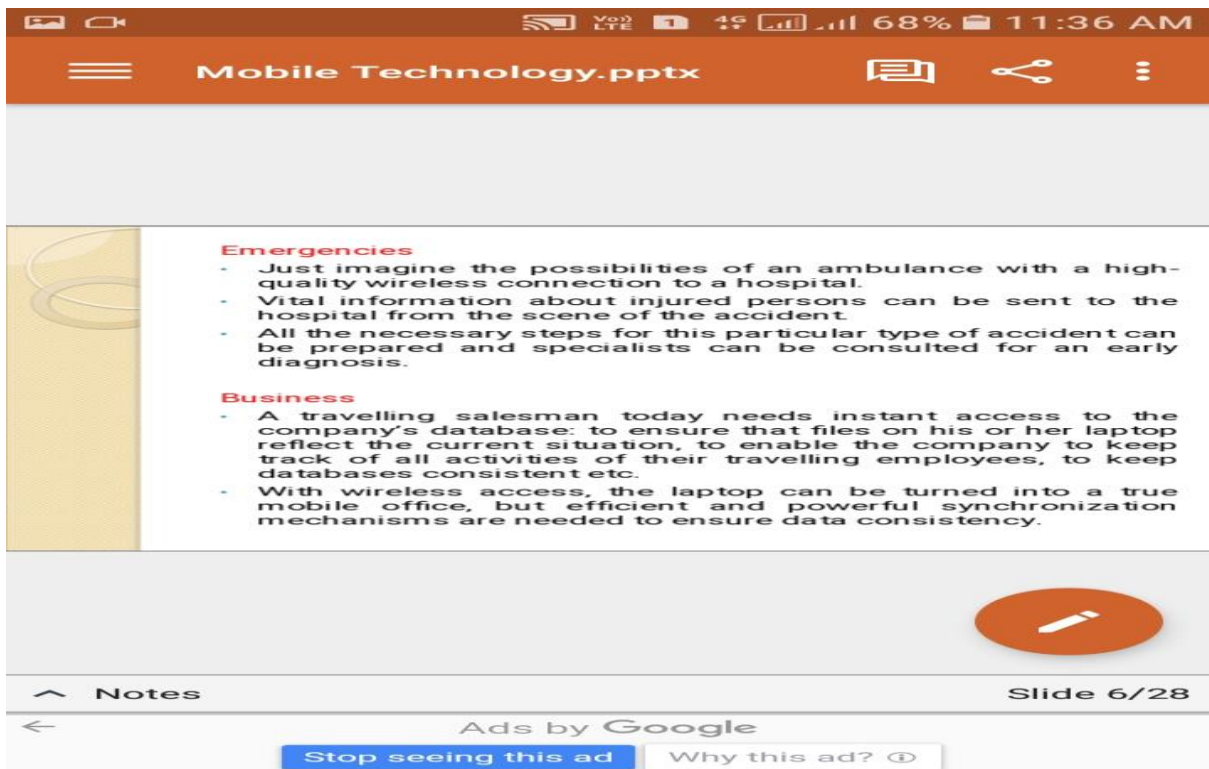 Vo)) LTE 1 4G 68% 11:36 AM
Mobile Technology.pptx
Emergencies
- Just imagine the possibilities of an ambulance with a high-
quality wireless connection to a hospital.
- Vital information about injured persons can be sent to the
hospital from the scene of the accident.
- All the necessary steps for this particular type of accident can
be prepared and specialists can be consulted for an early
diagnosis.
Business
- A travelling salesman today needs instant access to the
company's database: to ensure that files on his or her laptop
reflect the current situation, to enable the company to keep
track of all activities of their travelling employees, to keep
databases consistent etc.
- With wireless access, the laptop can be turned into a true
mobile office, but efficient and powerful synchronization
mechanisms are needed to ensure data consistency.
Notes Slide 6/28
Ads by Google
Stop seeing this ad Why this ad?